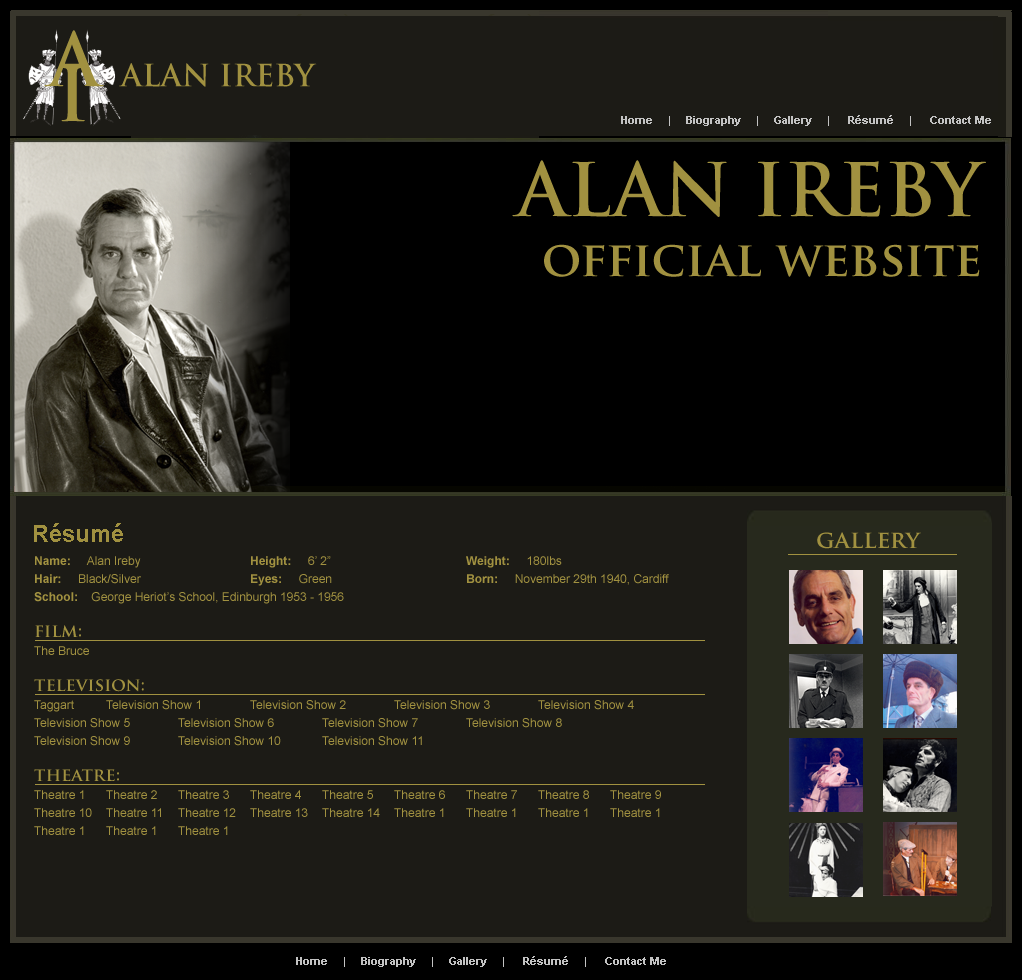 ALAN IREBY
Home | Biography | Gallery | Résumé | Contact Me
ALAN IREBY
OFFICIAL WEBSITE
Résumé
Name: Alan Ireby Height: 6' 2" Weight: 180lbs
Hair: Black/Silver Eyes: Green Born: November 29th 1940, Cardiff
School: George Heriot's School, Edinburgh 1953 - 1956
FILM:
The Bruce
TELEVISION:
Taggart Television Show 1 Television Show 2 Television Show 3 Television Show 4
Television Show 5 Television Show 6 Television Show 7 Television Show 8
Television Show 9 Television Show 10 Television Show 11
THEATRE:
Theatre 1 Theatre 2 Theatre 3 Theatre 4 Theatre 5 Theatre 6 Theatre 7 Theatre 8 Theatre 9
Theatre 10 Theatre 11 Theatre 12 Theatre 13 Theatre 14 Theatre 1 Theatre 1 Theatre 1 Theatre 1
Theatre 1 Theatre 1 Theatre 1
GALLERY
Home | Biography | Gallery | Résumé | Contact Me